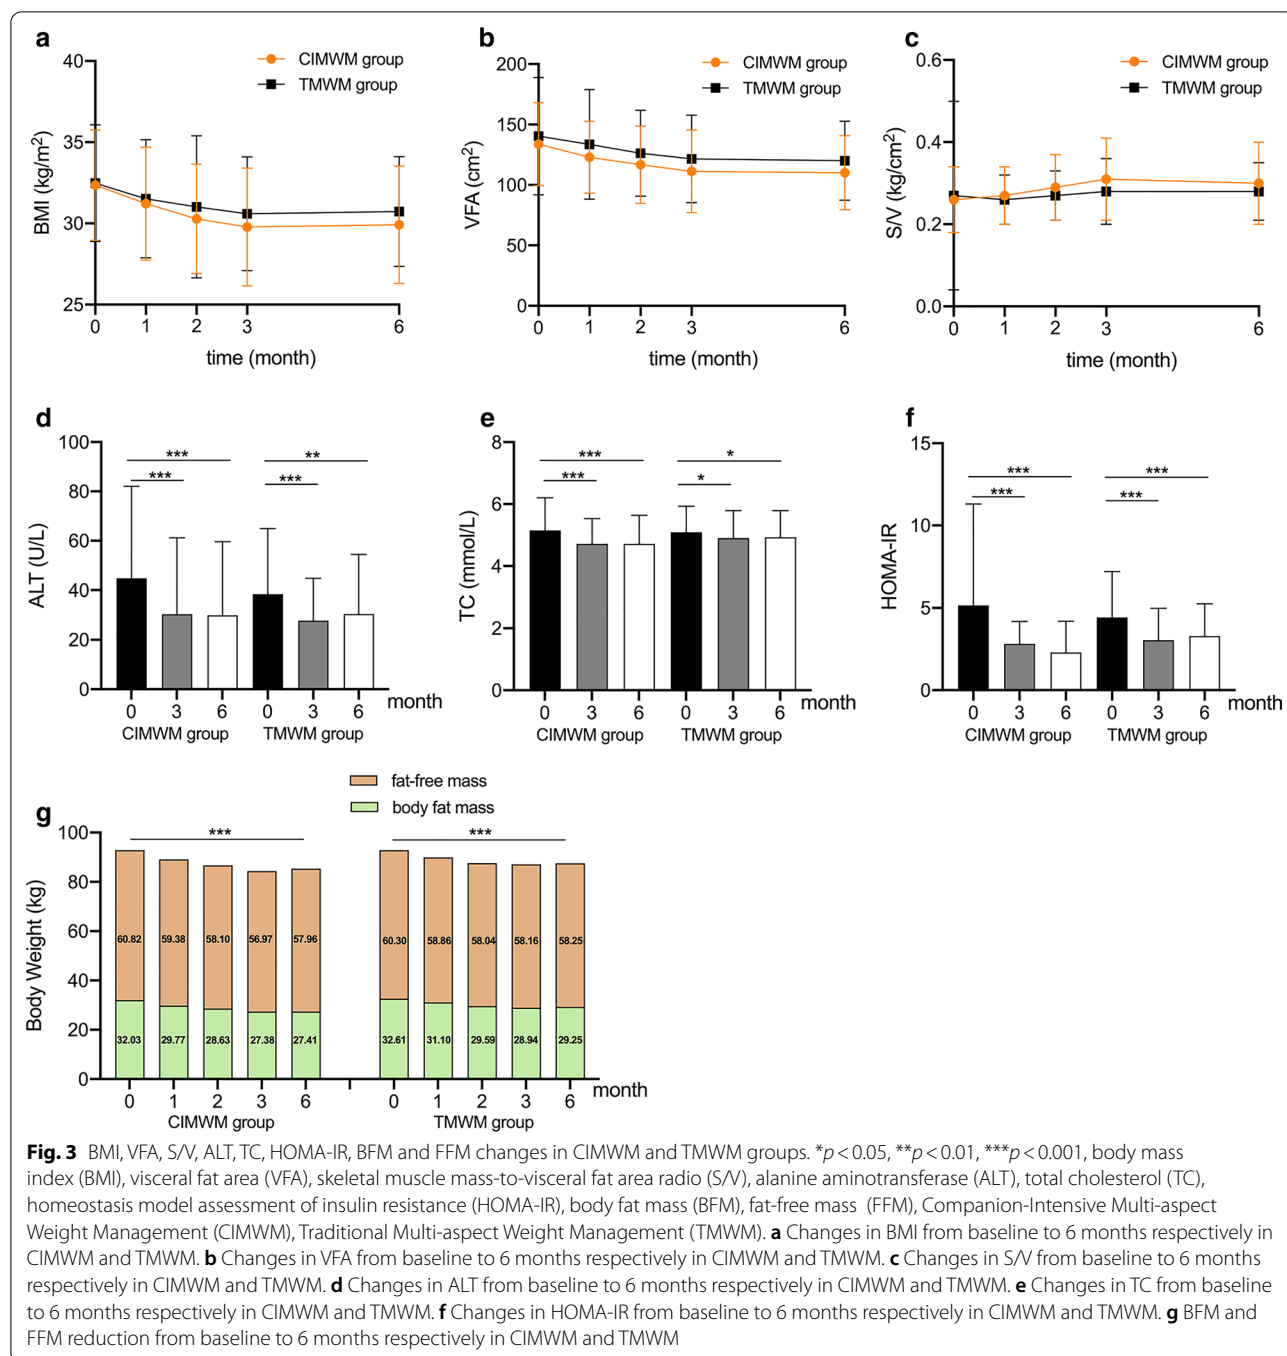 a
CIMWM group
TMWM group
40
35
30
25
BMI (kg/m2)
0 1 2 3 6
time (month)
b
CIMWM group
TMWM group
200
150
100
50
0
VFA (cm2)
0 1 2 3 6
time (month)
c
CIMWM group
TMWM group
0.6
0.4
0.2
0.0
S/V (kg/cm2)
0 1 2 3 6
time (month)
d
100
80
60
40
20
0
ALT (U/L)
*** **
*** ***
0 3 6 0 3 6 month
CIMWM group TMWM group
e
8
6
4
2
0
TC (mmol/L)
*** *
*** *
0 3 6 0 3 6 month
CIMWM group TMWM group
f
15
10
5
0
HOMA-IR
*** ***
*** ***
0 3 6 0 3 6 month
CIMWM group TMWM group
fat-free mass
body fat mass
g
100
80
60
40
20
0
Body Weight (kg)
*** ***
60.82 59.38 58.10 56.97 57.96 60.30 58.86 58.04 58.16 58.25
32.03 29.77 28.63 27.38 27.41 32.61 31.10 29.59 28.94 29.25
0 1 2 3 6 0 1 2 3 6 month
CIMWM group TMWM group
Fig. 3 BMI, VFA, S/V, ALT, TC, HOMA-IR, BFM and FFM changes in CIMWM and TMWM groups. *p < 0.05, **p < 0.01, ***p < 0.001, body mass
index (BMI), visceral fat area (VFA), skeletal muscle mass-to-visceral fat area radio (S/V), alanine aminotransferase (ALT), total cholesterol (TC),
homeostasis model assessment of insulin resistance (HOMA-IR), body fat mass (BFM), fat-free mass (FFM), Companion-Intensive Multi-aspect
Weight Management (CIMWM), Traditional Multi-aspect Weight Management (TMWM). a Changes in BMI from baseline to 6 months respectively in
CIMWM and TMWM. b Changes in VFA from baseline to 6 months respectively in CIMWM and TMWM. c Changes in S/V from baseline to 6 months
respectively in CIMWM and TMWM. d Changes in ALT from baseline to 6 months respectively in CIMWM and TMWM. e Changes in TC from baseline
to 6 months respectively in CIMWM and TMWM. f Changes in HOMA-IR from baseline to 6 months respectively in CIMWM and TMWM. g BFM and
FFM reduction from baseline to 6 months respectively in CIMWM and TMWM